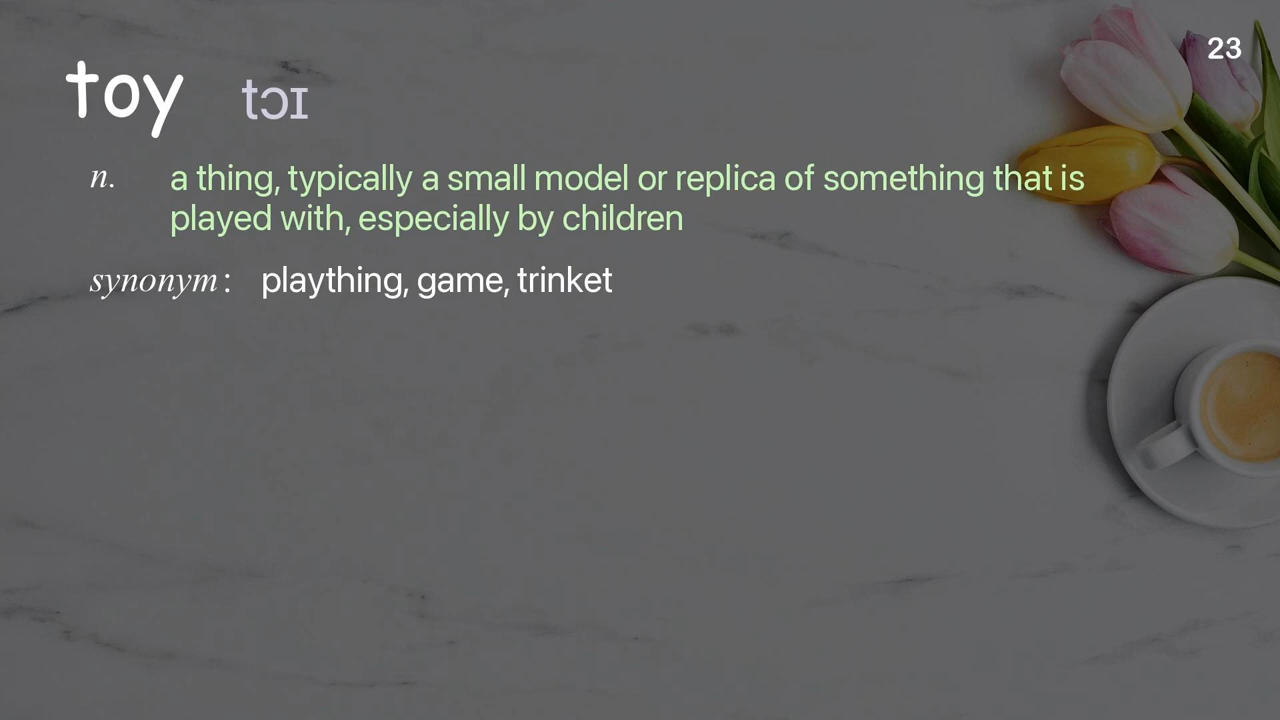 23
toy tɔɪ
n. a thing, typically a small model or replica of something that is
played with, especially by children
synonym: plaything, game, trinket